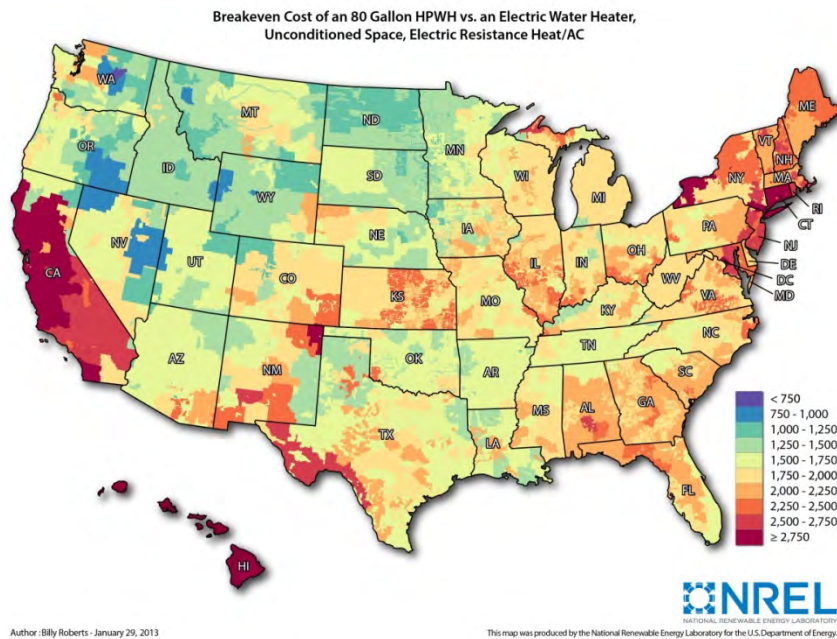 Breakeven Cost of an 80 Gallon HPWH vs. an Electric Water Heater,
Unconditioned Space, Electric Resistance Heat/AC
WA
MT
ND
MN
ME
VT
NH
OR
ID
SD
WI
NY
MA
WY
MI
RI
CT
NE
IA
PA
NJ
NV
UT
CO
IL
IN
OH
DE
CA
KS
MO
WV
VA
DC
MD
KY
AZ
NM
OK
TN
NC
AR
SC
MS
AL
GA
TX
LA
FL
HI
< 750
750 - 1,000
1,000 - 1,250
1,250 - 1,500
1,500 - 1,750
1,750 - 2,000
2,000 - 2,250
2,250 - 2,500
2,500 - 2,750
≥ 2,750
NREL
NATIONAL RENEWABLE ENERGY LABORATORY
Author : Billy Roberts - January 29, 2013
This map was produced by the National Renewable Energy Laboratory for the U.S. Department of Energy.